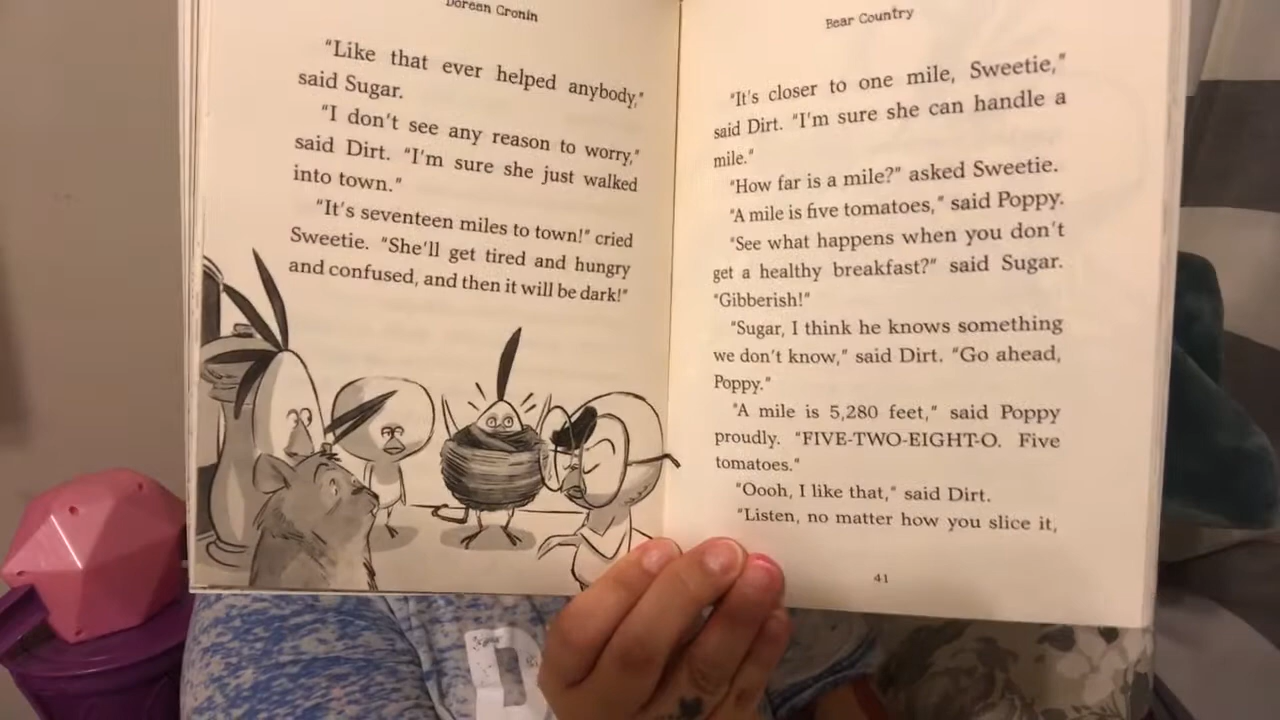 Doreen Cronin
"Like that ever helped anybody,"
said Sugar.
"I don't see any reason to worry,"
said Dirt. "I'm sure she just walked
into town."
"It's seventeen miles to town!" cried
Sweetie. "She'll get tired and hungry
and confused, and then it will be dark!"
Bear Country
"It's closer to one mile, Sweetie,"
said Dirt. "I'm sure she can handle a
mile."
"How far is a mile?" asked Sweetie.
"A mile is five tomatoes," said Poppy.
"See what happens when you don't
get a healthy breakfast?" said Sugar.
"Gibberish!"
"Sugar, I think he knows something
we don't know," said Dirt. "Go ahead,
Poppy."
"A mile is 5,280 feet," said Poppy
proudly. "FIVE-TWO-EIGHT-O. Five
tomatoes."
"Oooh, I like that," said Dirt.
"Listen, no matter how you slice it,
41